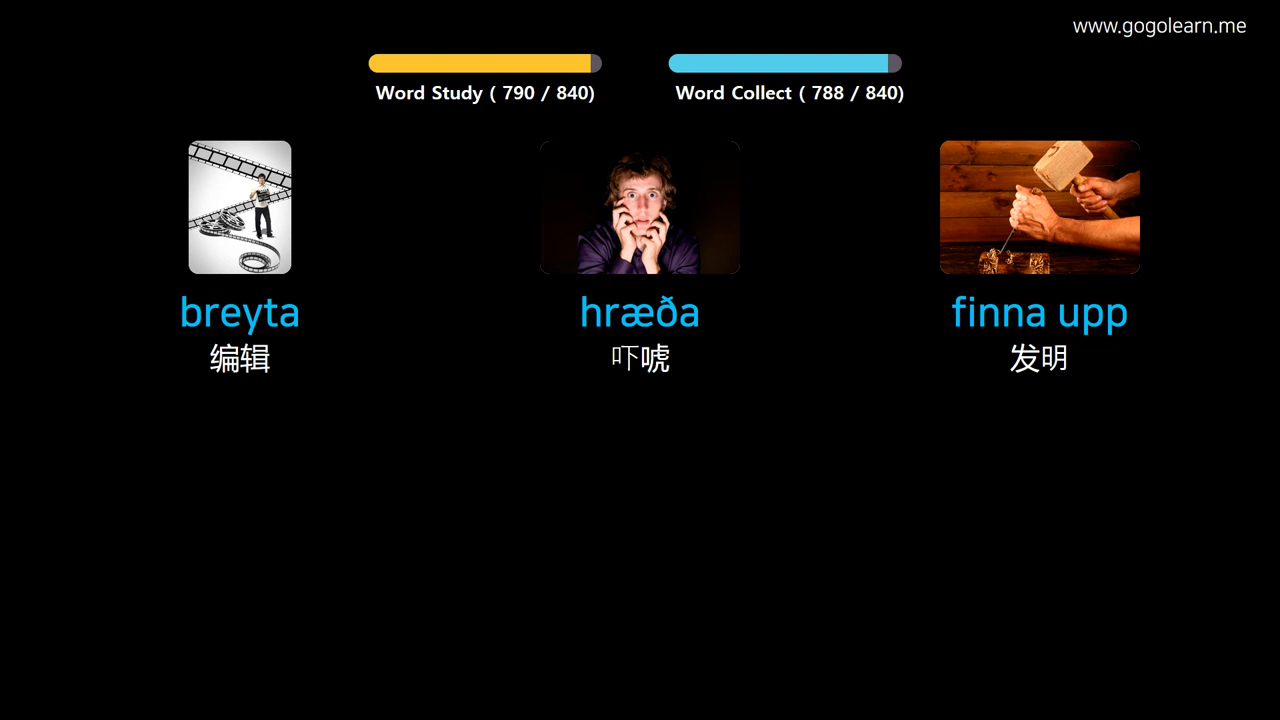 www.gogolearn.me
Word Study ( 790 / 840)
Word Collect ( 788 / 840)
breyta
hræða
finna upp
编辑
吓唬
发明